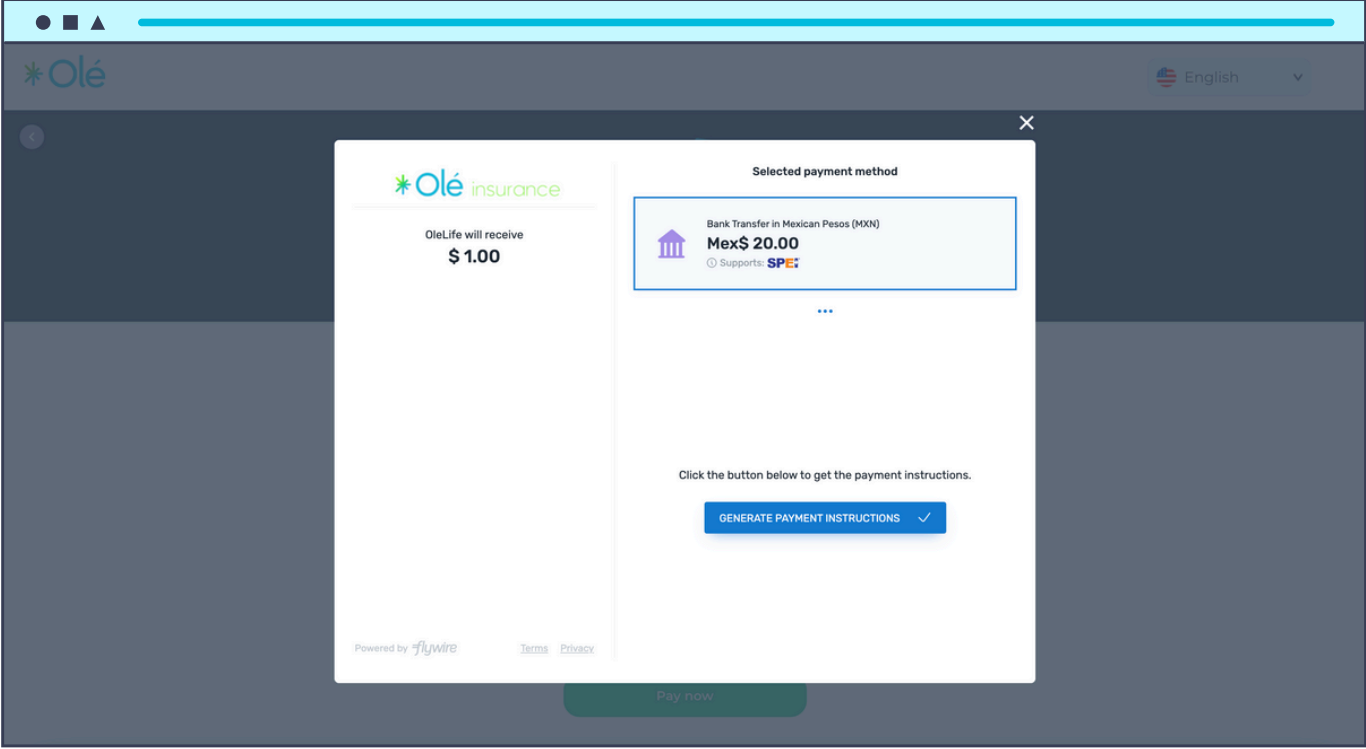 Olé
English
Olé insurance
OleLife will receive
$ 1.00
Selected payment method
Bank Transfer in Mexican Pesos (MXN)
Mex$ 20.00
Supports: SPEI
Click the button below to get the payment instructions.
GENERATE PAYMENT INSTRUCTIONS
Powered by flywire
Terms Privacy
Pay now